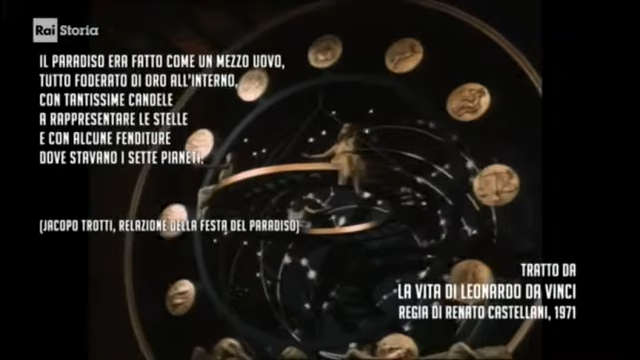 Rai Storia
IL PARADISO ERA FATTO COME UN MEZZO UOVO,
TUTTO FODERATO DI ORO ALL'INTERNO,
CON TANTISSIME CANDELE
A RAPPRESENTARE LE STELLE
E CON ALCUNE FENDITURE
DOVE STAVANO I SETTE PIANETI.
(JACOPO TROTTI, RELAZIONE DELLA FESTA DEL PARADISO)
TRATTO DA
LA VITA DI LEONARDO DA VINCI
REGIA DI RENATO CASTELLANI, 1971